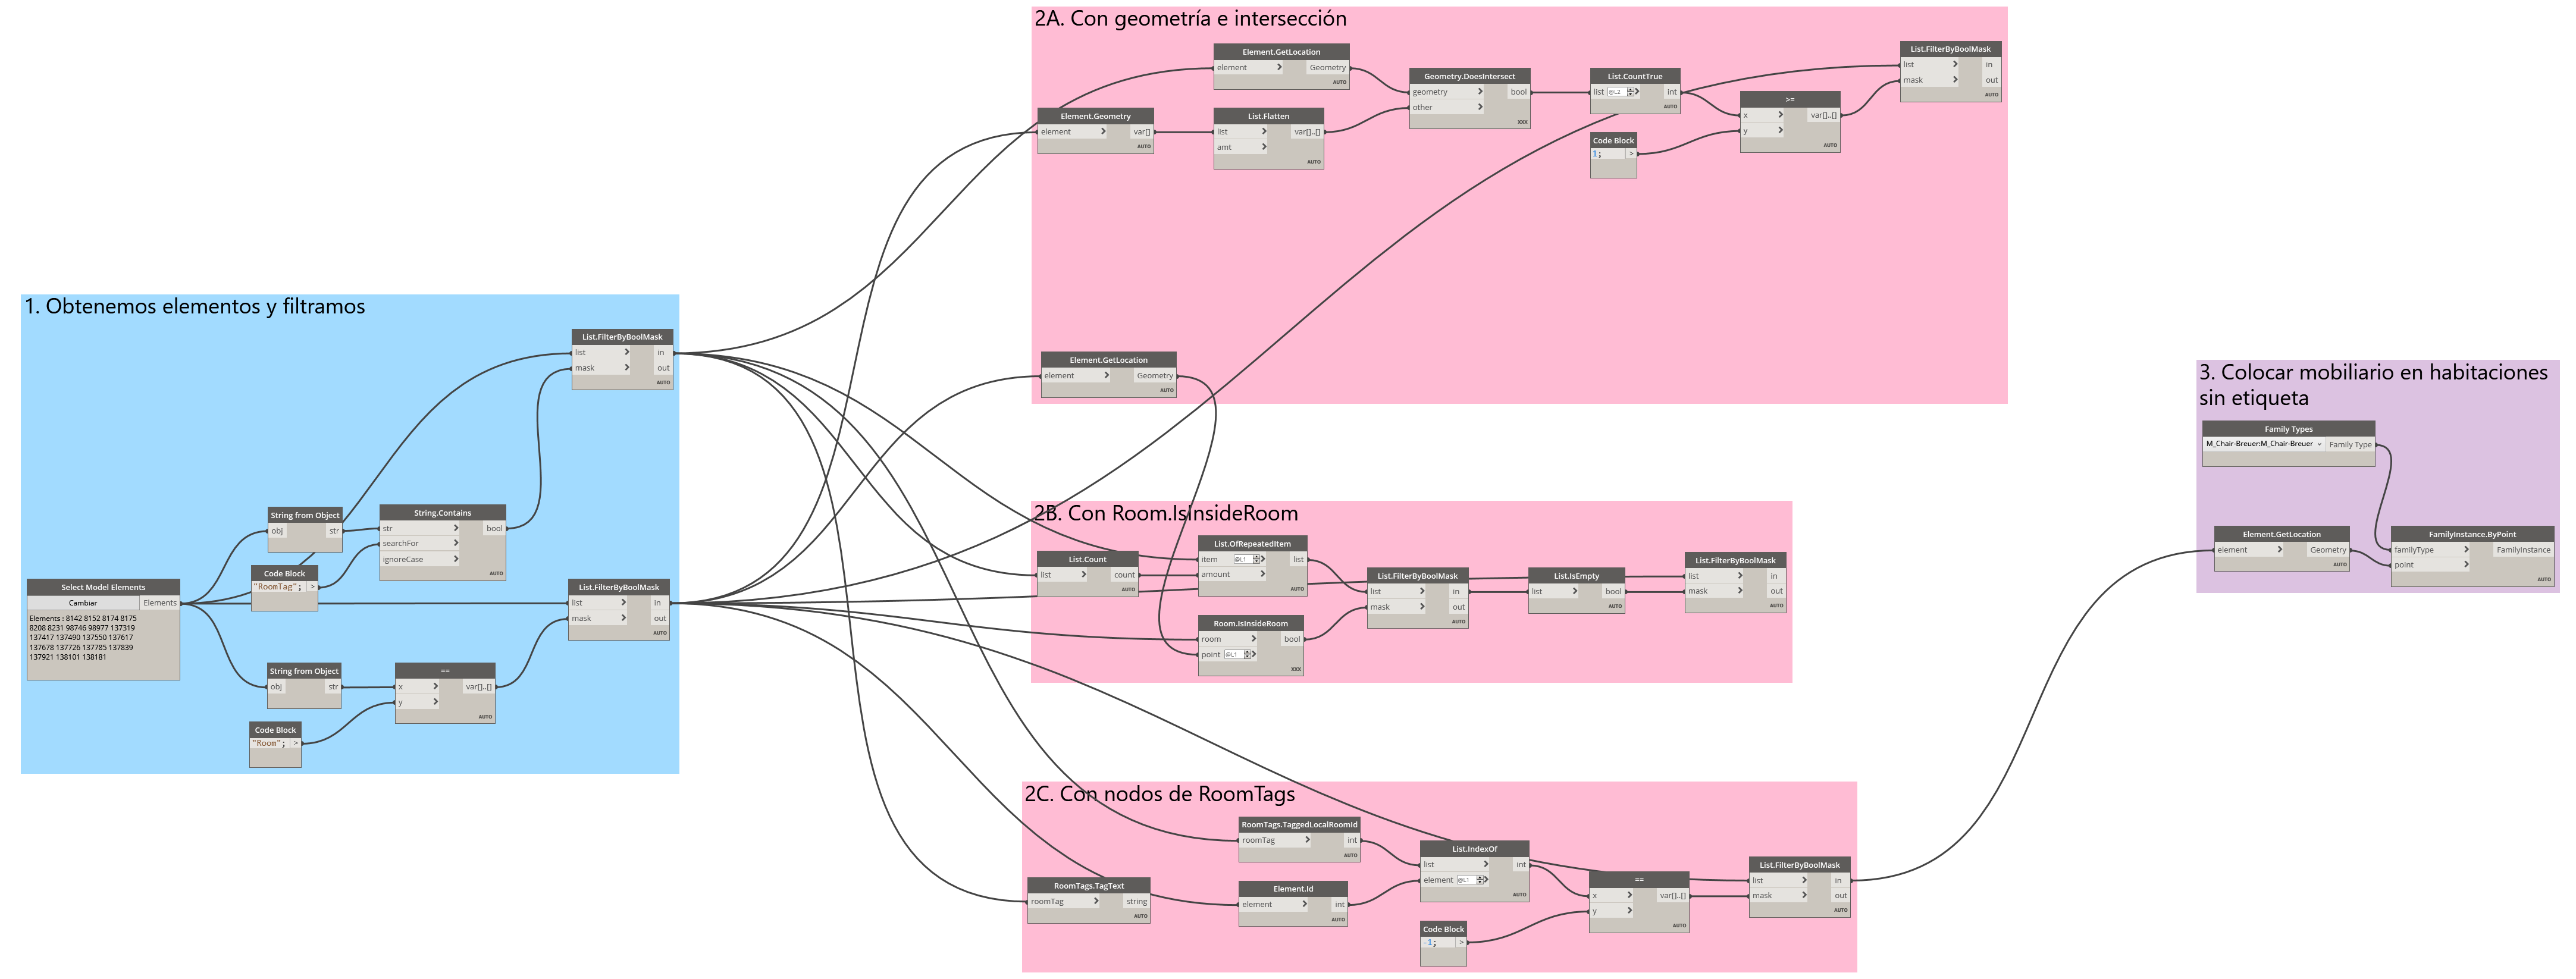 1. Obtenemos elementos y filtramos
List.FilterByBoolMask
list > in
mask > out
AUTO
String from Object
obj str
AUTO
String.Contains
str > bool
searchFor >
ignoreCase >
AUTO
Code Block
"RoomTag"; >
Select Model Elements
Cambiar Elements
Elements : 8142 8152 8174 8175
8208 8231 98746 98977 137319
137417 137490 137550 137617
137678 137726 137785 137839
137921 138101 138181
List.FilterByBoolMask
list > in
mask > out
AUTO
String from Object
obj str
AUTO
==
x > var[]..[]
y >
AUTO
Code Block
"Room"; >
2A. Con geometría e intersección
Element.GetLocation
element > Geometry
AUTO
Element.Geometry
element > var[]
AUTO
List.Flatten
list > var[]..[]
amt >
AUTO
Geometry.DoesIntersect
geometry > bool
other >
XXX
List.CountTrue
list @L2 > int
AUTO
Code Block
1; >
>=
x > var[]..[]
y >
AUTO
List.FilterByBoolMask
list > in
mask > out
AUTO
Element.GetLocation
element > Geometry
AUTO
2B. Con Room.IsInsideRoom
List.Count
list > count
AUTO
List.OfRepeatedItem
item @L1 > list
amount >
AUTO
Room.IsInsideRoom
room > bool
point @L1 >
XXX
List.FilterByBoolMask
list > in
mask > out
AUTO
List.IsEmpty
list > bool
AUTO
List.FilterByBoolMask
list > in
mask > out
AUTO
2C. Con nodos de RoomTags
RoomTags.TaggedLocalRoomId
roomTag > int
AUTO
RoomTags.TagText
roomTag > string
AUTO
Element.Id
element > int
AUTO
List.IndexOf
list > int
element @L1 >
AUTO
Code Block
-1; >
==
x > var[]..[]
y >
AUTO
List.FilterByBoolMask
list > in
mask > out
AUTO
3. Colocar mobiliario en habitaciones
sin etiqueta
Family Types
M_Chair-Breuer:M_Chair-Breuer Family Type
Element.GetLocation
element > Geometry
AUTO
FamilyInstance.ByPoint
familyType > FamilyInstance
point >
AUTO